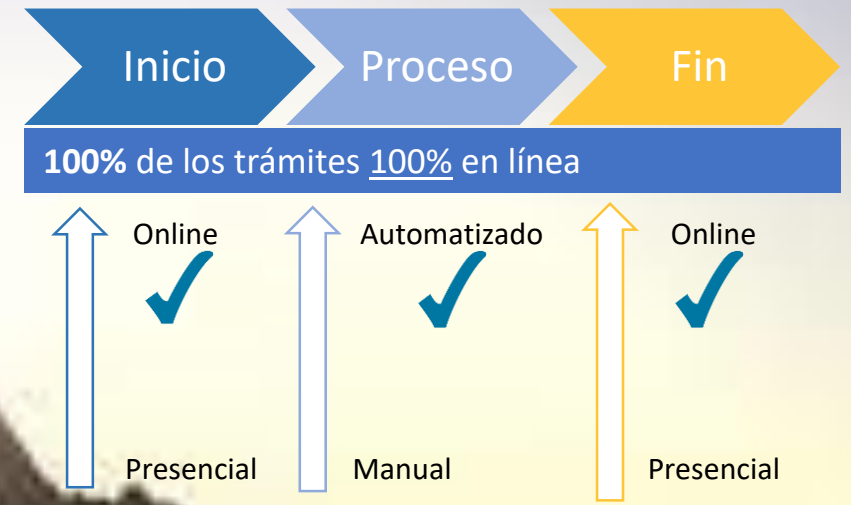 Inicio
Proceso
Fin
100% de los trámites 100% en línea
Online
Automatizado
Online
Presencial
Manual
Presencial